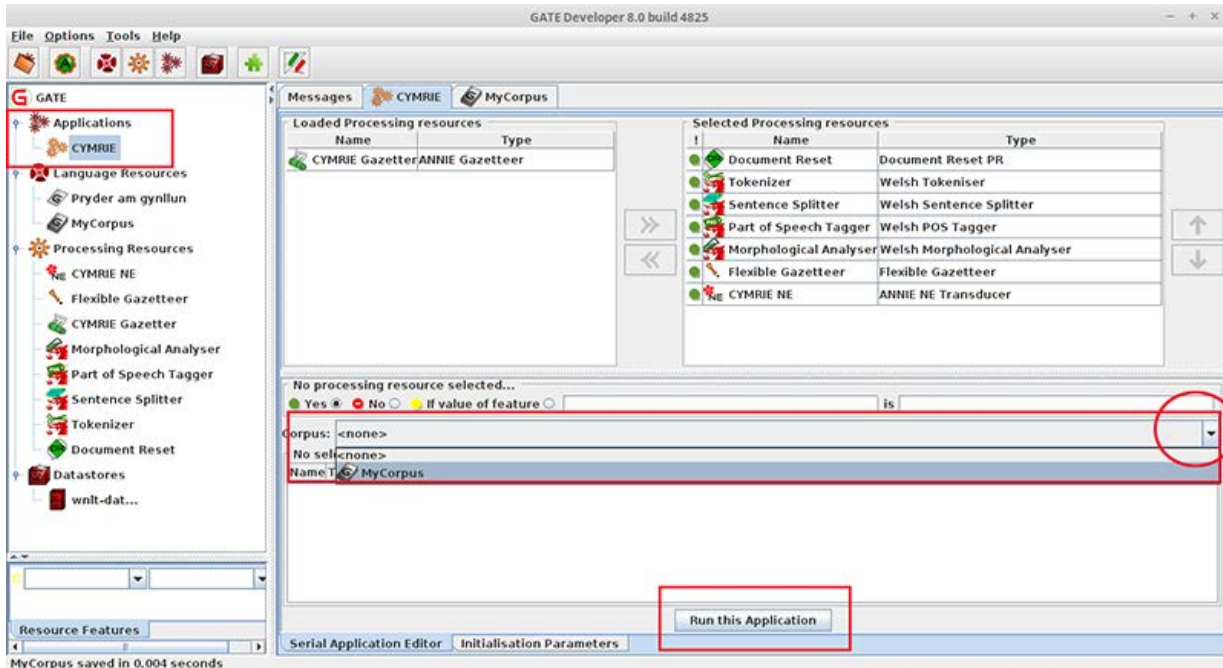 GATE Developer 8.0 build 4825
File Options Tools Help
GATE
Applications
CYMRIE
Language Resources
Pryder am gynllun
MyCorpus
Processing Resources
CYMRIE NE
Flexible Gazetteer
CYMRIE Gazetter
Morphological Analyser
Part of Speech Tagger
Sentence Splitter
Tokenizer
Document Reset
Datastores
wnlt-dat...
Resource Features
Messages CYMRIE MyCorpus
Loaded Processing resources
Name Type
CYMRIE Gazetter ANNIE Gazetteer
Selected Processing resources
! Name Type
Document Reset Document Reset PR
Tokenizer Welsh Tokeniser
Sentence Splitter Welsh Sentence Splitter
Part of Speech Tagger Welsh POS Tagger
Morphological Analyser Welsh Morphological Analyser
Flexible Gazetteer Flexible Gazetteer
NE CYMRIE NE ANNIE NE Transducer
No processing resource selected...
Yes No If value of feature is
Corpus: <none>
No sel <none>
Name T MyCorpus
Run this Application
Serial Application Editor Initialisation Parameters
MyCorpus saved in 0.004 seconds